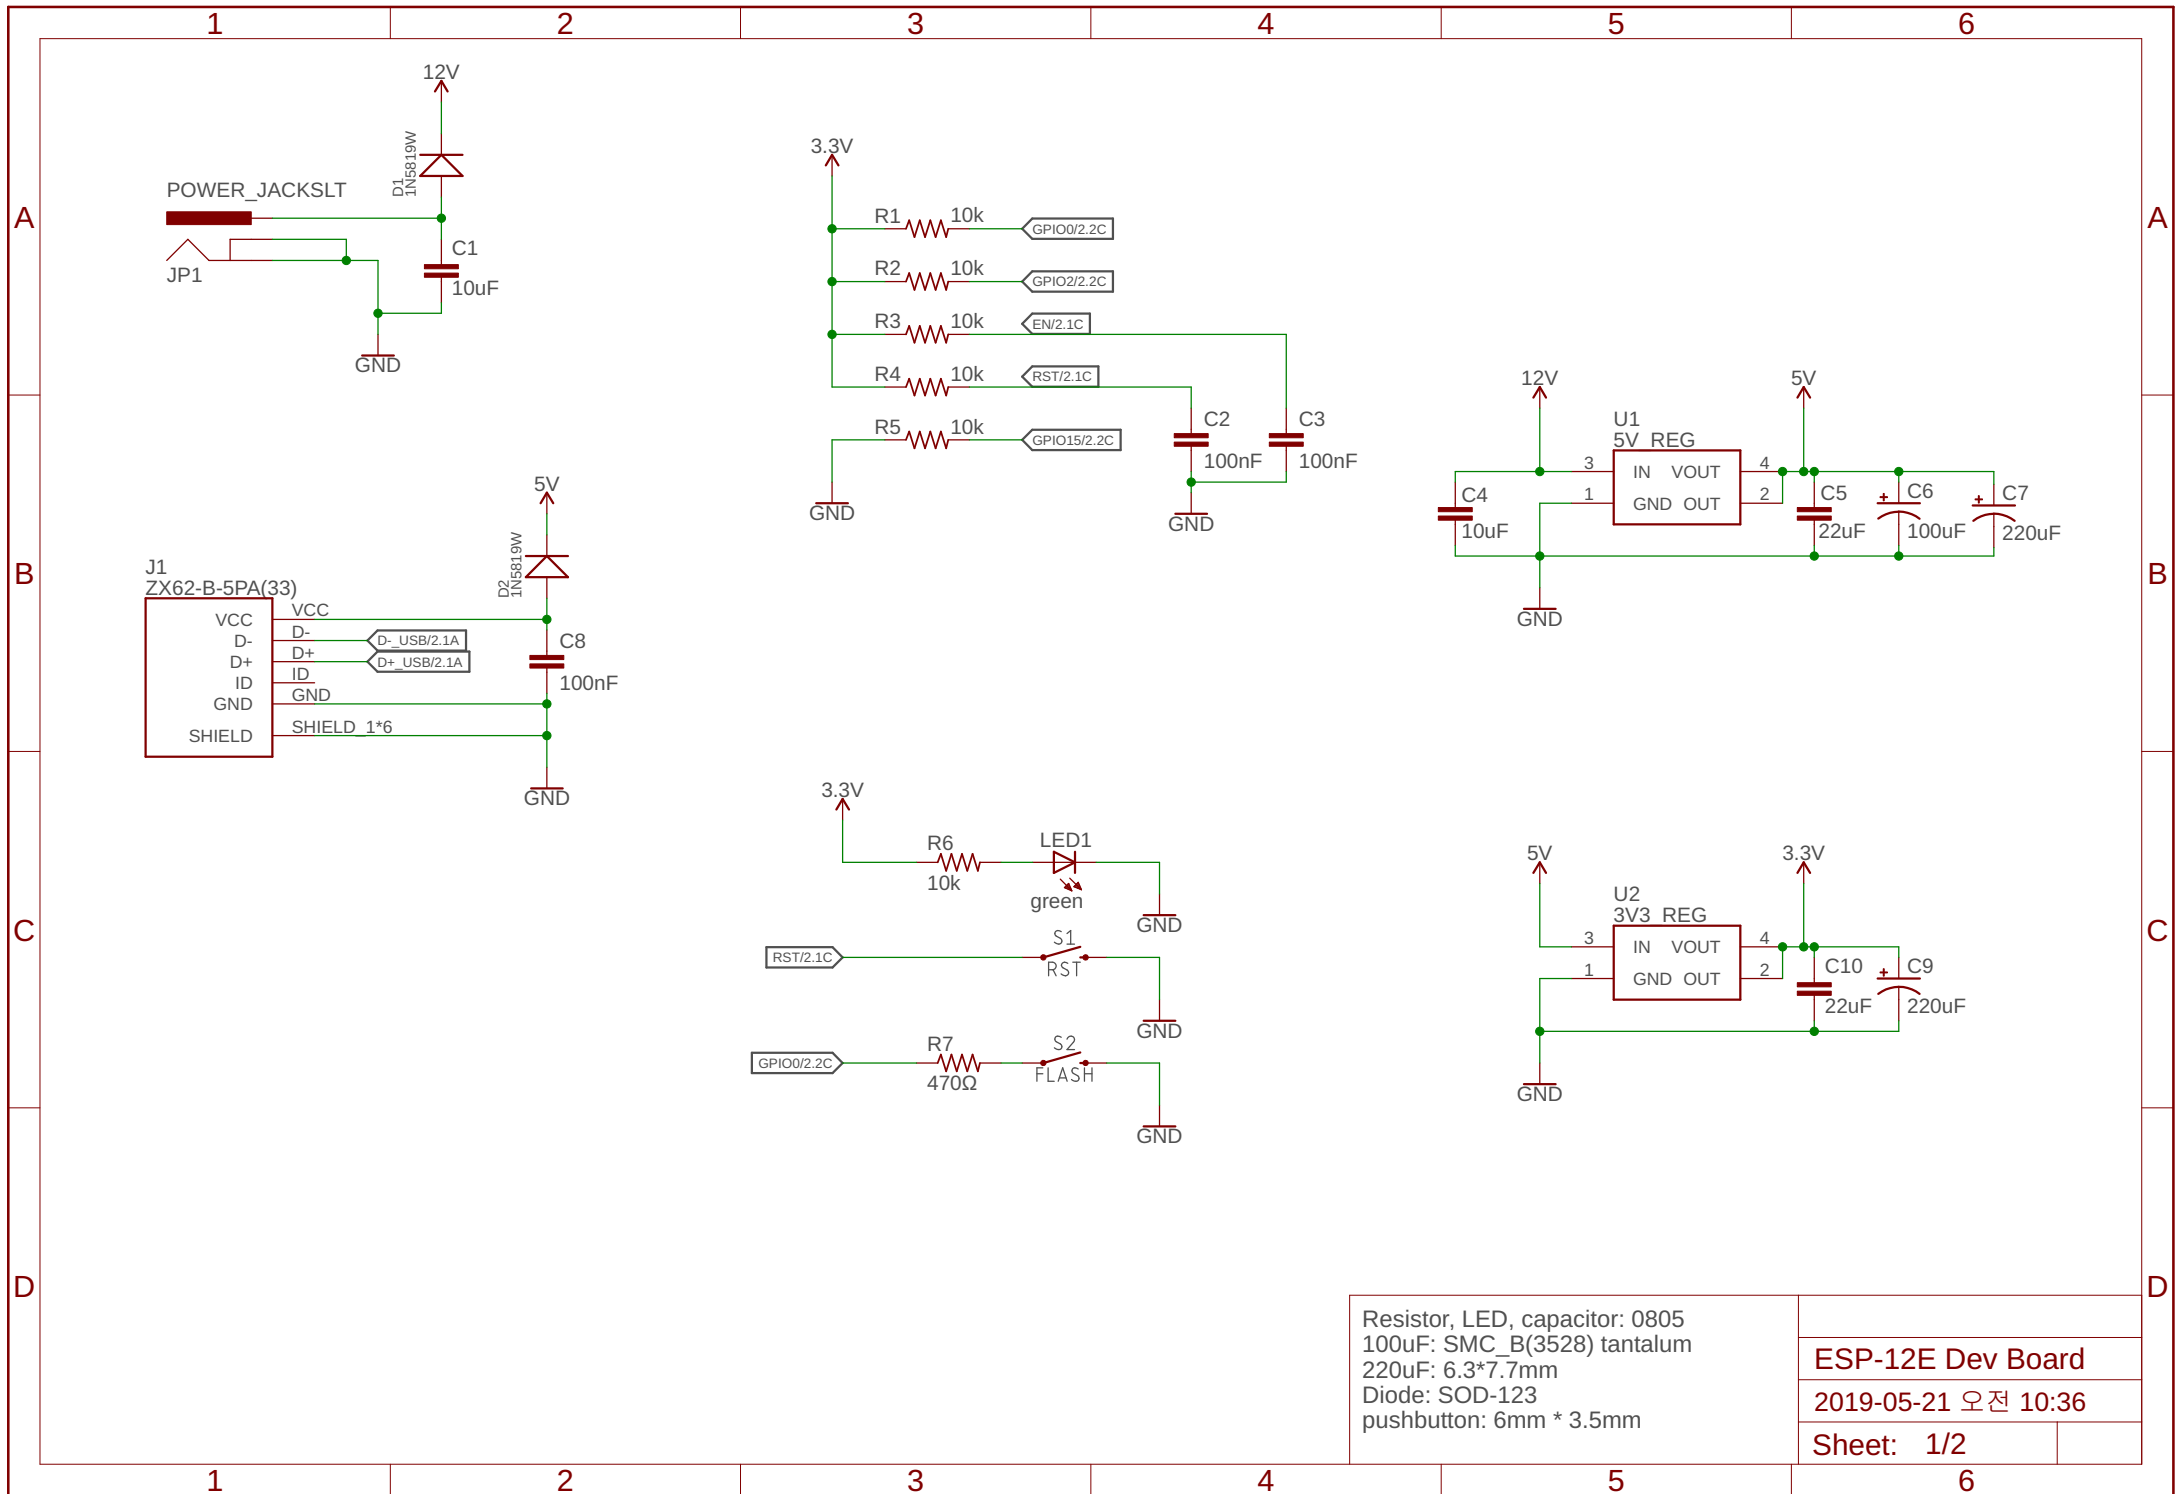 1 2 3 4 5 6
A A
B B
C C
D D
12V
D1
1N5819W
POWER_JACKSLT
JP1
C1
10uF
GND
5V
D2
1N5819W
J1
ZX62-B-5PA(33)
VCC VCC
D- D- D-_USB/2.1A
D+ D+ D+_USB/2.1A
ID ID
GND GND
SHIELD SHIELD_1*6
C8
100nF
GND
3.3V
R1 10k GPIO0/2.2C
R2 10k GPIO2/2.2C
R3 10k EN/2.1C
R4 10k RST/2.1C
R5 10k GPIO15/2.2C
GND
C2
100nF
C3
100nF
GND
3.3V
R6
10k
LED1
green
GND
RST/2.1C
S1
RST
GND
GPIO0/2.2C
R7
470Ω
S2
FLASH
GND
12V
5V
U1
5V_REG
3 IN VOUT 4
1 GND OUT 2
C4
10uF
C5
22uF
C6
100uF
C7
220uF
GND
5V
3.3V
U2
3V3_REG
3 IN VOUT 4
1 GND OUT 2
C10
22uF
C9
220uF
GND
Resistor, LED, capacitor: 0805
100uF: SMC_B(3528) tantalum
220uF: 6.3*7.7mm
Diode: SOD-123
pushbutton: 6mm * 3.5mm
ESP-12E Dev Board
2019-05-21 오전 10:36
Sheet: 1/2
1 2 3 4 5 6